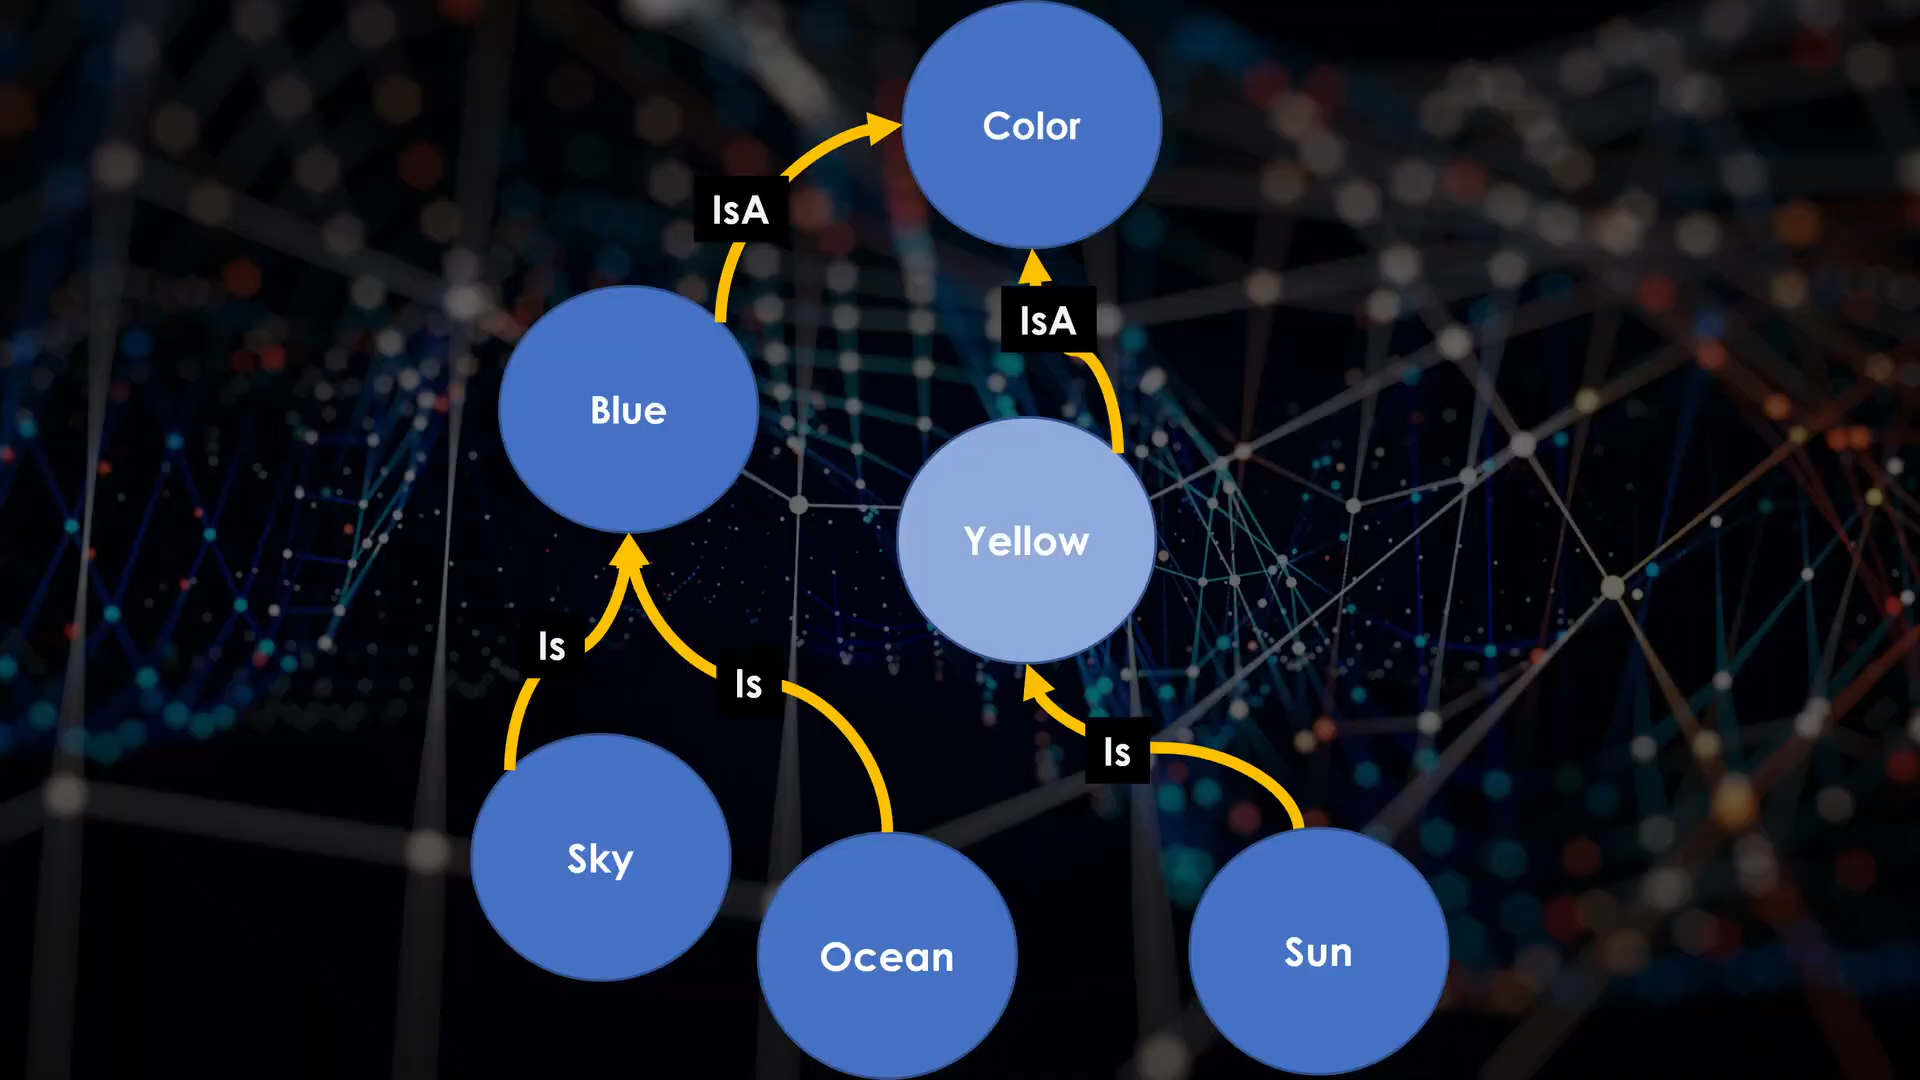 Color
IsA
IsA
Blue
Yellow
Is
Is
Is
Sky
Ocean
Sun